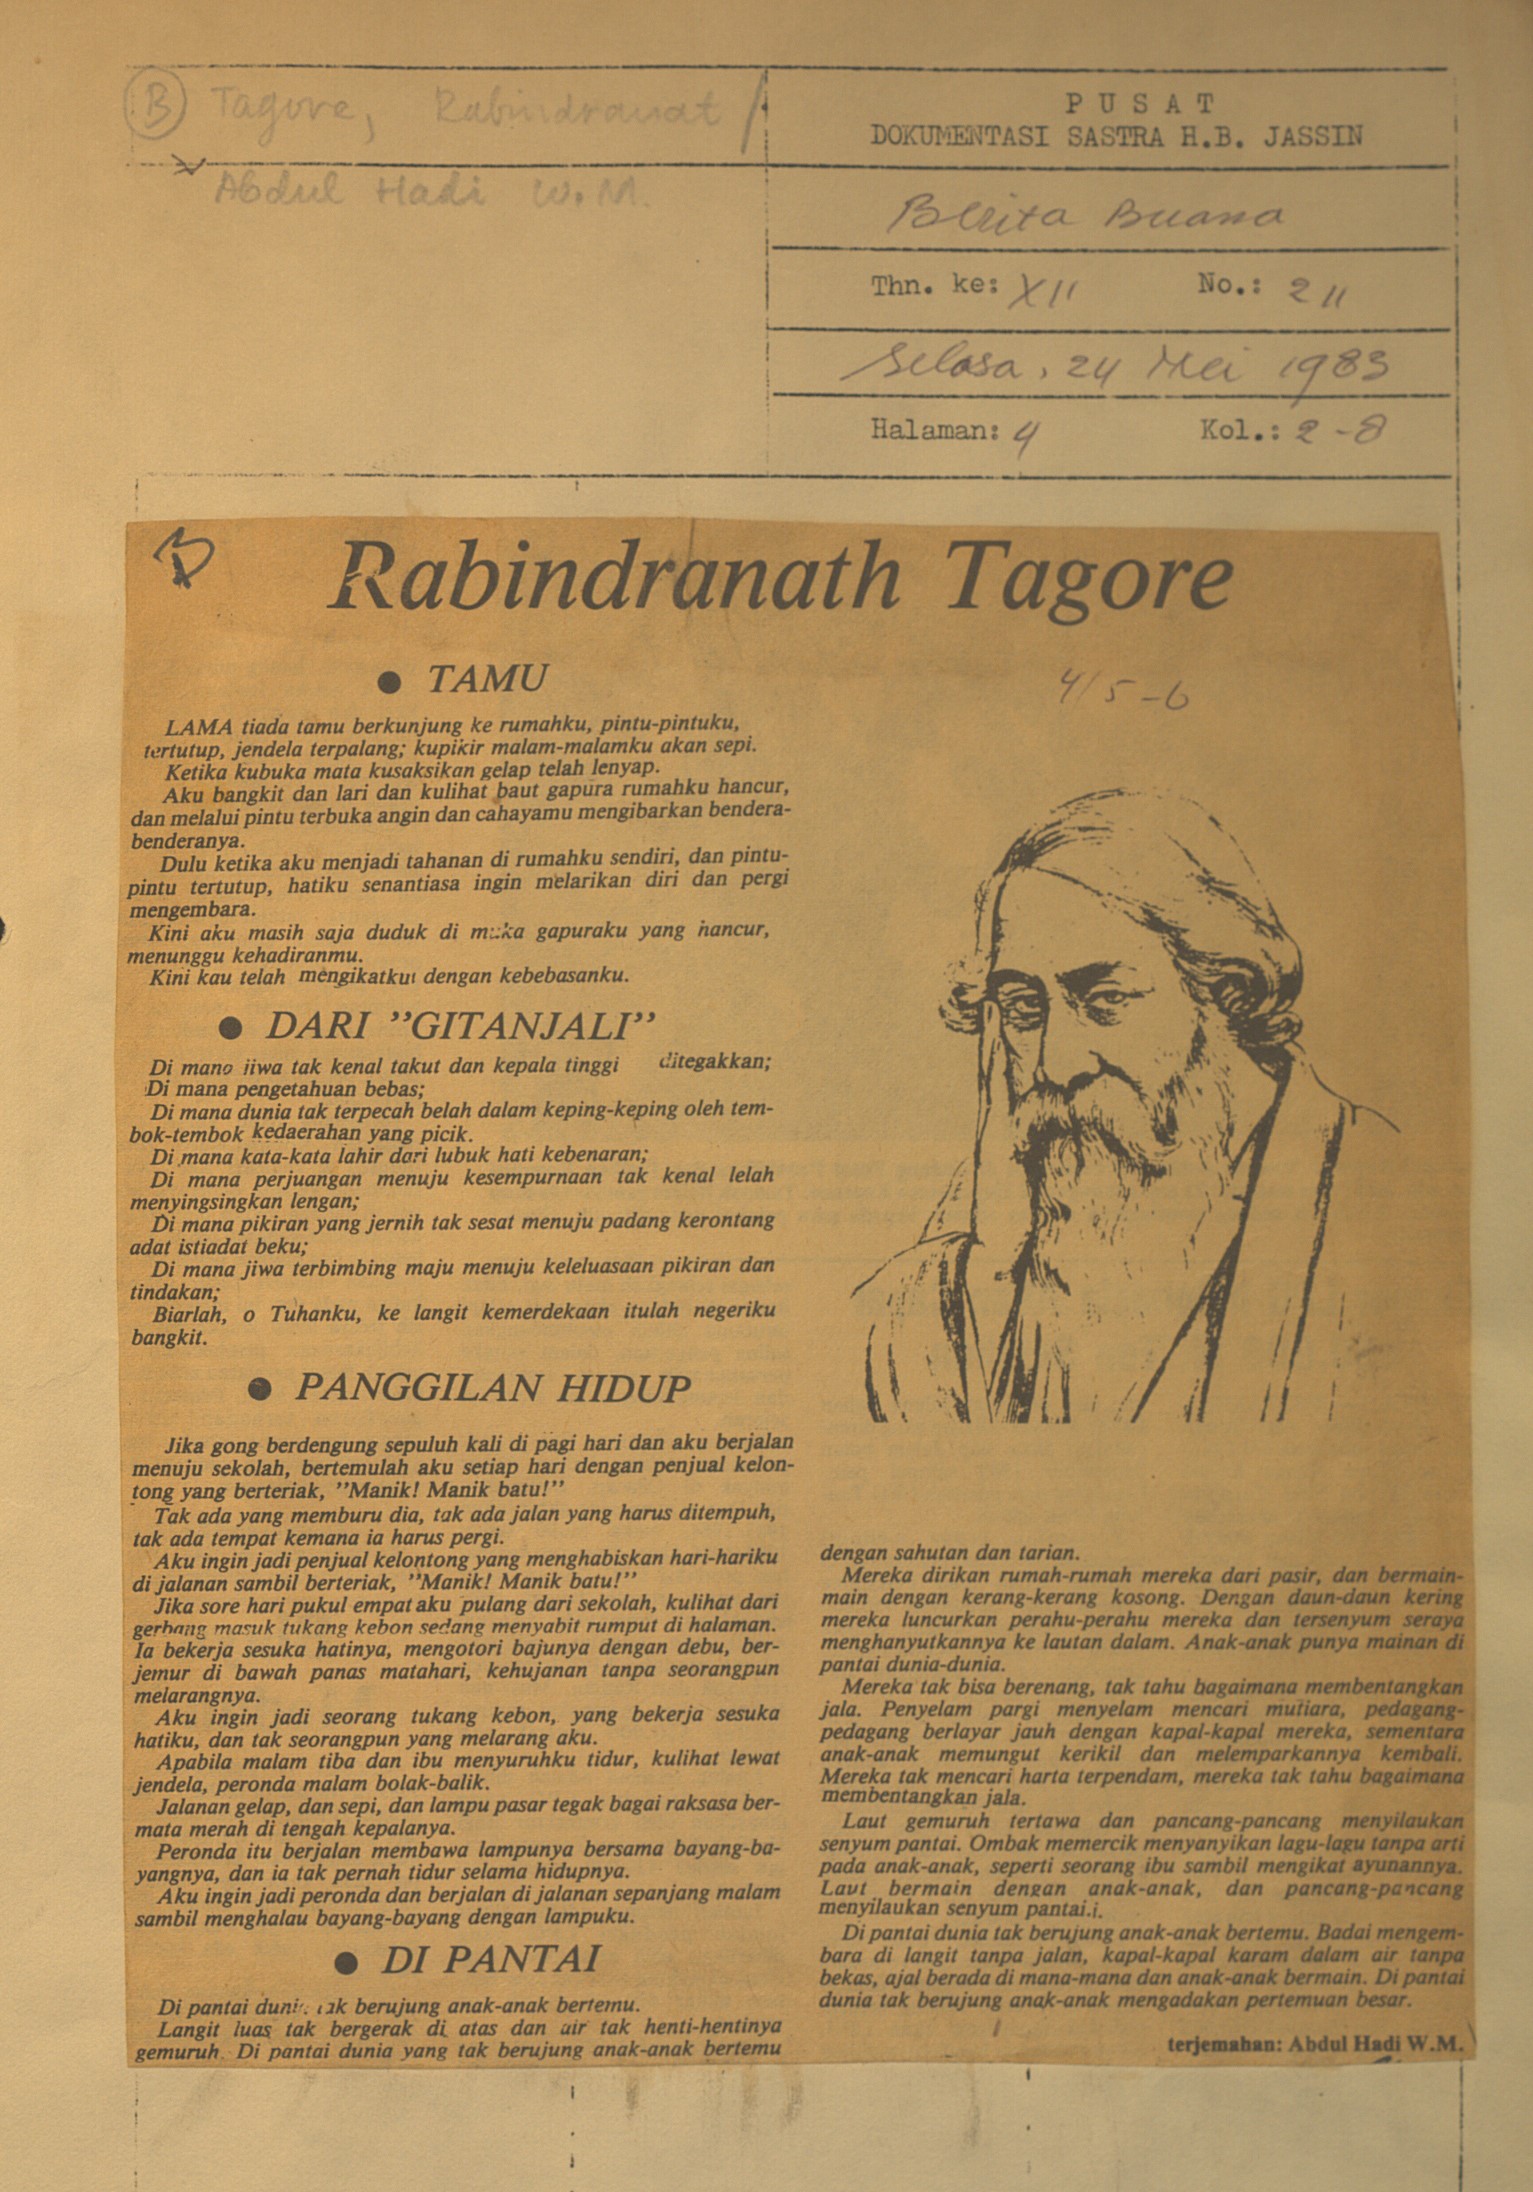 B Tagore, Rabindranat
Abdul Hadi W.M.
PUSAT
DOKUMENTASI SASTRA H.B. JASSIN
Berita Buana
Thn. ke: XII No.: 211
Selasa, 24 Mei 1983
Halaman: 4 Kol.: 2-8
B
Rabindranath Tagore
4/5-6
● TAMU
LAMA tiada tamu berkunjung ke rumahku, pintu-pintuku,
tertutup, jendela terpalang; kupikir malam-malamku akan sepi.
Ketika kubuka mata kusaksikan gelap telah lenyap.
Aku bangkit dan lari dan kulihat baut gapura rumahku hancur,
dan melalui pintu terbuka angin dan cahayamu mengibarkan bendera-
benderanya.
Dulu ketika aku menjadi tahanan di rumahku sendiri, dan pintu-
pintu tertutup, hatiku senantiasa ingin melarikan diri dan pergi
mengembara.
Kini aku masih saja duduk di muka gapuraku yang hancur,
menunggu kehadiranmu.
Kini kau telah mengikatku dengan kebebasanku.
● DARI ”GITANJALI”
Di mana jiwa tak kenal takut dan kepala tinggi ditegakkan;
Di mana pengetahuan bebas;
Di mana dunia tak terpecah belah dalam keping-keping oleh tem-
bok-tembok kedaerahan yang picik.
Di mana kata-kata lahir dari lubuk hati kebenaran;
Di mana perjuangan menuju kesempurnaan tak kenal lelah
menyingsingkan lengan;
Di mana pikiran yang jernih tak sesat menuju padang kerontang
adat istiadat beku;
Di mana jiwa terbimbing maju menuju keleluasaan pikiran dan
tindakan;
Biarlah, o Tuhanku, ke langit kemerdekaan itulah negeriku
bangkit.
● PANGGILAN HIDUP
Jika gong berdengung sepuluh kali di pagi hari dan aku berjalan
menuju sekolah, bertemulah aku setiap hari dengan penjual kelon-
tong yang berteriak, ”Manik! Manik batu!”
Tak ada yang memburu dia, tak ada jalan yang harus ditempuh,
tak ada tempat kemana ia harus pergi.
Aku ingin jadi penjual kelontong yang menghabiskan hari-hariku
di jalanan sambil berteriak, ”Manik! Manik batu!”
Jika sore hari pukul empat aku pulang dari sekolah, kulihat dari
gerbang masuk tukang kebon sedang menyabit rumput di halaman.
Ia bekerja sesuka hatinya, mengotori bajunya dengan debu, ber-
jemur di bawah panas matahari, kehujanan tanpa seorangpun
melarangnya.
Aku ingin jadi seorang tukang kebon, yang bekerja sesuka
hatiku, dan tak seorangpun yang melarang aku.
Apabila malam tiba dan ibu menyuruhku tidur, kulihat lewat
jendela, peronda malam bolak-balik.
Jalanan gelap, dan sepi, dan lampu pasar tegak bagai raksasa ber-
mata merah di tengah kepalanya.
Peronda itu berjalan membawa lampunya bersama bayang-ba-
yangnya, dan ia tak pernah tidur selama hidupnya.
Aku ingin jadi peronda dan berjalan di jalanan sepanjang malam
sambil menghalau bayang-bayang dengan lampuku.
● DI PANTAI
Di pantai dunia tak berujung anak-anak bertemu.
Langit luas tak bergerak di atas dan air tak henti-hentinya
gemuruh. Di pantai dunia yang tak berujung anak-anak bertemu
dengan sahutan dan tarian.
Mereka dirikan rumah-rumah mereka dari pasir, dan bermain-
main dengan kerang-kerang kosong. Dengan daun-daun kering
mereka luncurkan perahu-perahu mereka dan tersenyum seraya
menghanyutkannya ke lautan dalam. Anak-anak punya mainan di
pantai dunia-dunia.
Mereka tak bisa berenang, tak tahu bagaimana membentangkan
jala. Penyelam pargi menyelam mencari mutiara, pedagang-
pedagang berlayar jauh dengan kapal-kapal mereka, sementara
anak-anak memungut kerikil dan melemparkannya kembali.
Mereka tak mencari harta terpendam, mereka tak tahu bagaimana
membentangkan jala.
Laut gemuruh tertawa dan pancang-pancang menyilaukan
senyum pantai. Ombak memercik menyanyikan lagu-lagu tanpa arti
pada anak-anak, seperti seorang ibu sambil mengikat ayunannya.
Laut bermain dengan anak-anak, dan pancang-pancang
menyilaukan senyum pantai.i.
Di pantai dunia tak berujung anak-anak bertemu. Badai mengem-
bara di langit tanpa jalan, kapal-kapal karam dalam air tanpa
bekas, ajal berada di mana-mana dan anak-anak bermain. Di pantai
dunia tak berujung anak-anak mengadakan pertemuan besar.
terjemahan: Abdul Hadi W.M.